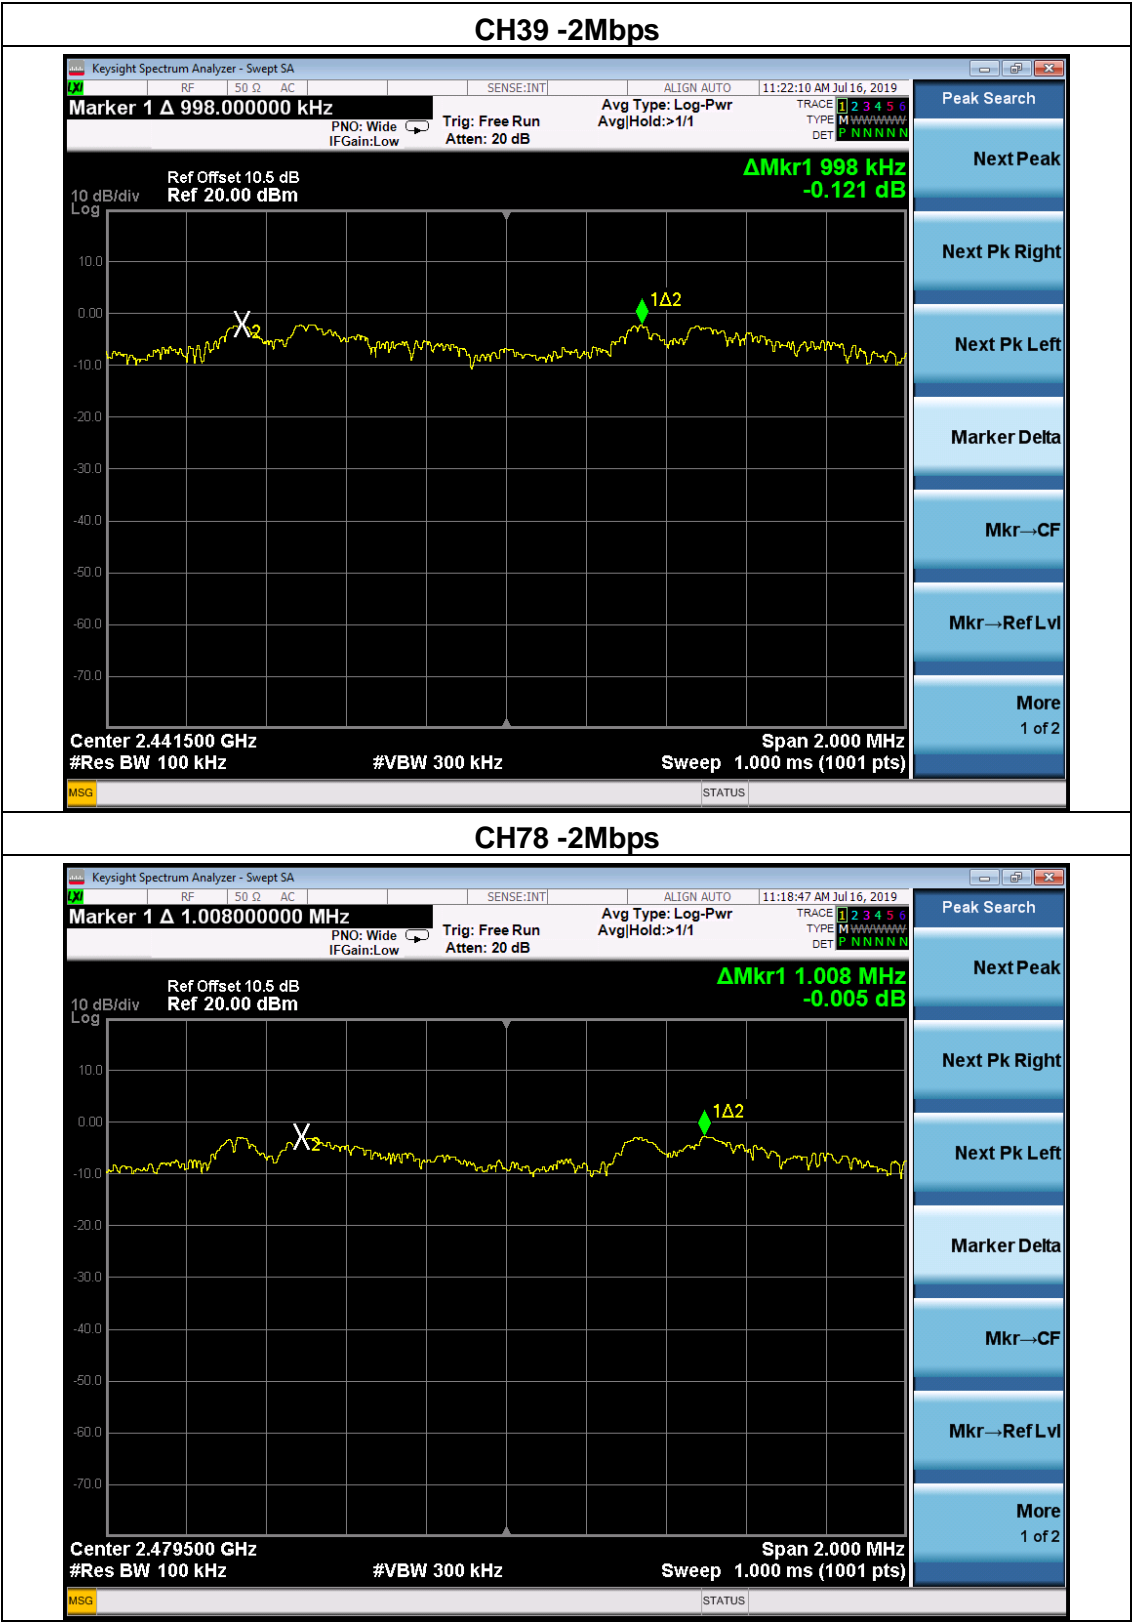 CH39 -2Mbps
Keysight Spectrum Analyzer - Swept SA
LXI RF 50 Ω AC SENSE:INT ALIGN AUTO 11:22:10 AM Jul 16, 2019
Marker 1 Δ 998.000000 kHz
PNO: Wide
IFGain:Low
Trig: Free Run
Atten: 20 dB
Avg Type: Log-Pwr
Avg|Hold:>1/1
TRACE 1 2 3 4 5 6
TYPE M WWWWW
DET P N N N N N
Peak Search
ΔMkr1 998 kHz
-0.121 dB
Ref Offset 10.5 dB
10 dB/div Ref 20.00 dBm
Log
10.0
0.00
-10.0
-20.0
-30.0
-40.0
-50.0
-60.0
-70.0
X2
1Δ2
Center 2.441500 GHz Span 2.000 MHz
#Res BW 100 kHz #VBW 300 kHz Sweep 1.000 ms (1001 pts)
MSG STATUS
Next Peak
Next Pk Right
Next Pk Left
Marker Delta
Mkr→CF
Mkr→Ref Lvl
More
1 of 2
CH78 -2Mbps
Keysight Spectrum Analyzer - Swept SA
LXI RF 50 Ω AC SENSE:INT ALIGN AUTO 11:18:47 AM Jul 16, 2019
Marker 1 Δ 1.008000000 MHz
PNO: Wide
IFGain:Low
Trig: Free Run
Atten: 20 dB
Avg Type: Log-Pwr
Avg|Hold:>1/1
TRACE 1 2 3 4 5 6
TYPE M WWWWW
DET P N N N N N
Peak Search
ΔMkr1 1.008 MHz
-0.005 dB
Ref Offset 10.5 dB
10 dB/div Ref 20.00 dBm
Log
10.0
0.00
-10.0
-20.0
-30.0
-40.0
-50.0
-60.0
-70.0
X2
1Δ2
Center 2.479500 GHz Span 2.000 MHz
#Res BW 100 kHz #VBW 300 kHz Sweep 1.000 ms (1001 pts)
MSG STATUS
Next Peak
Next Pk Right
Next Pk Left
Marker Delta
Mkr→CF
Mkr→Ref Lvl
More
1 of 2